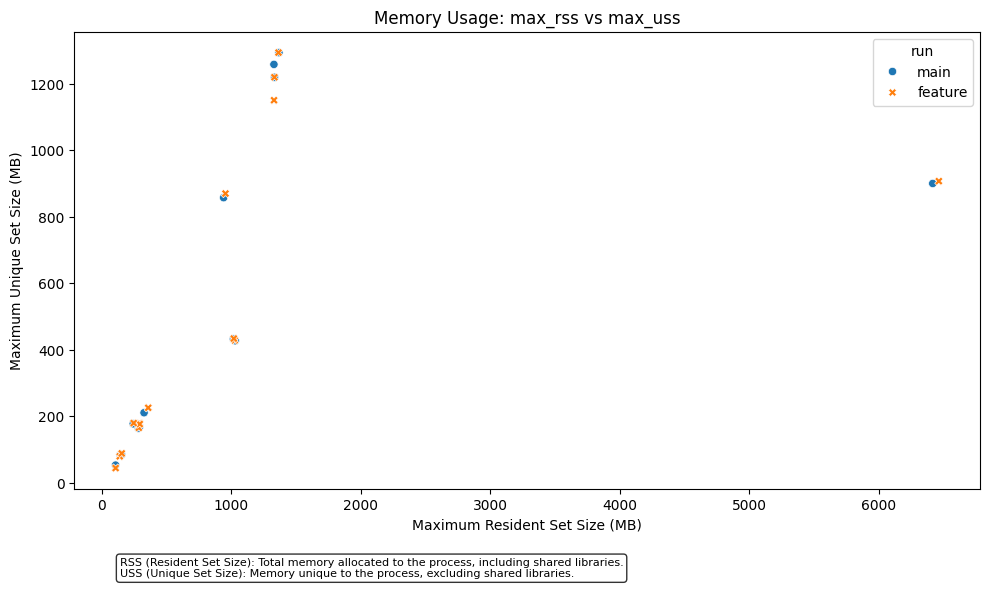 Memory Usage: max_rss vs max_uss
run
main
feature
Maximum Unique Set Size (MB)
1200
1000
800
600
400
200
0
0 1000 2000 3000 4000 5000 6000
Maximum Resident Set Size (MB)
RSS (Resident Set Size): Total memory allocated to the process, including shared libraries.
USS (Unique Set Size): Memory unique to the process, excluding shared libraries.